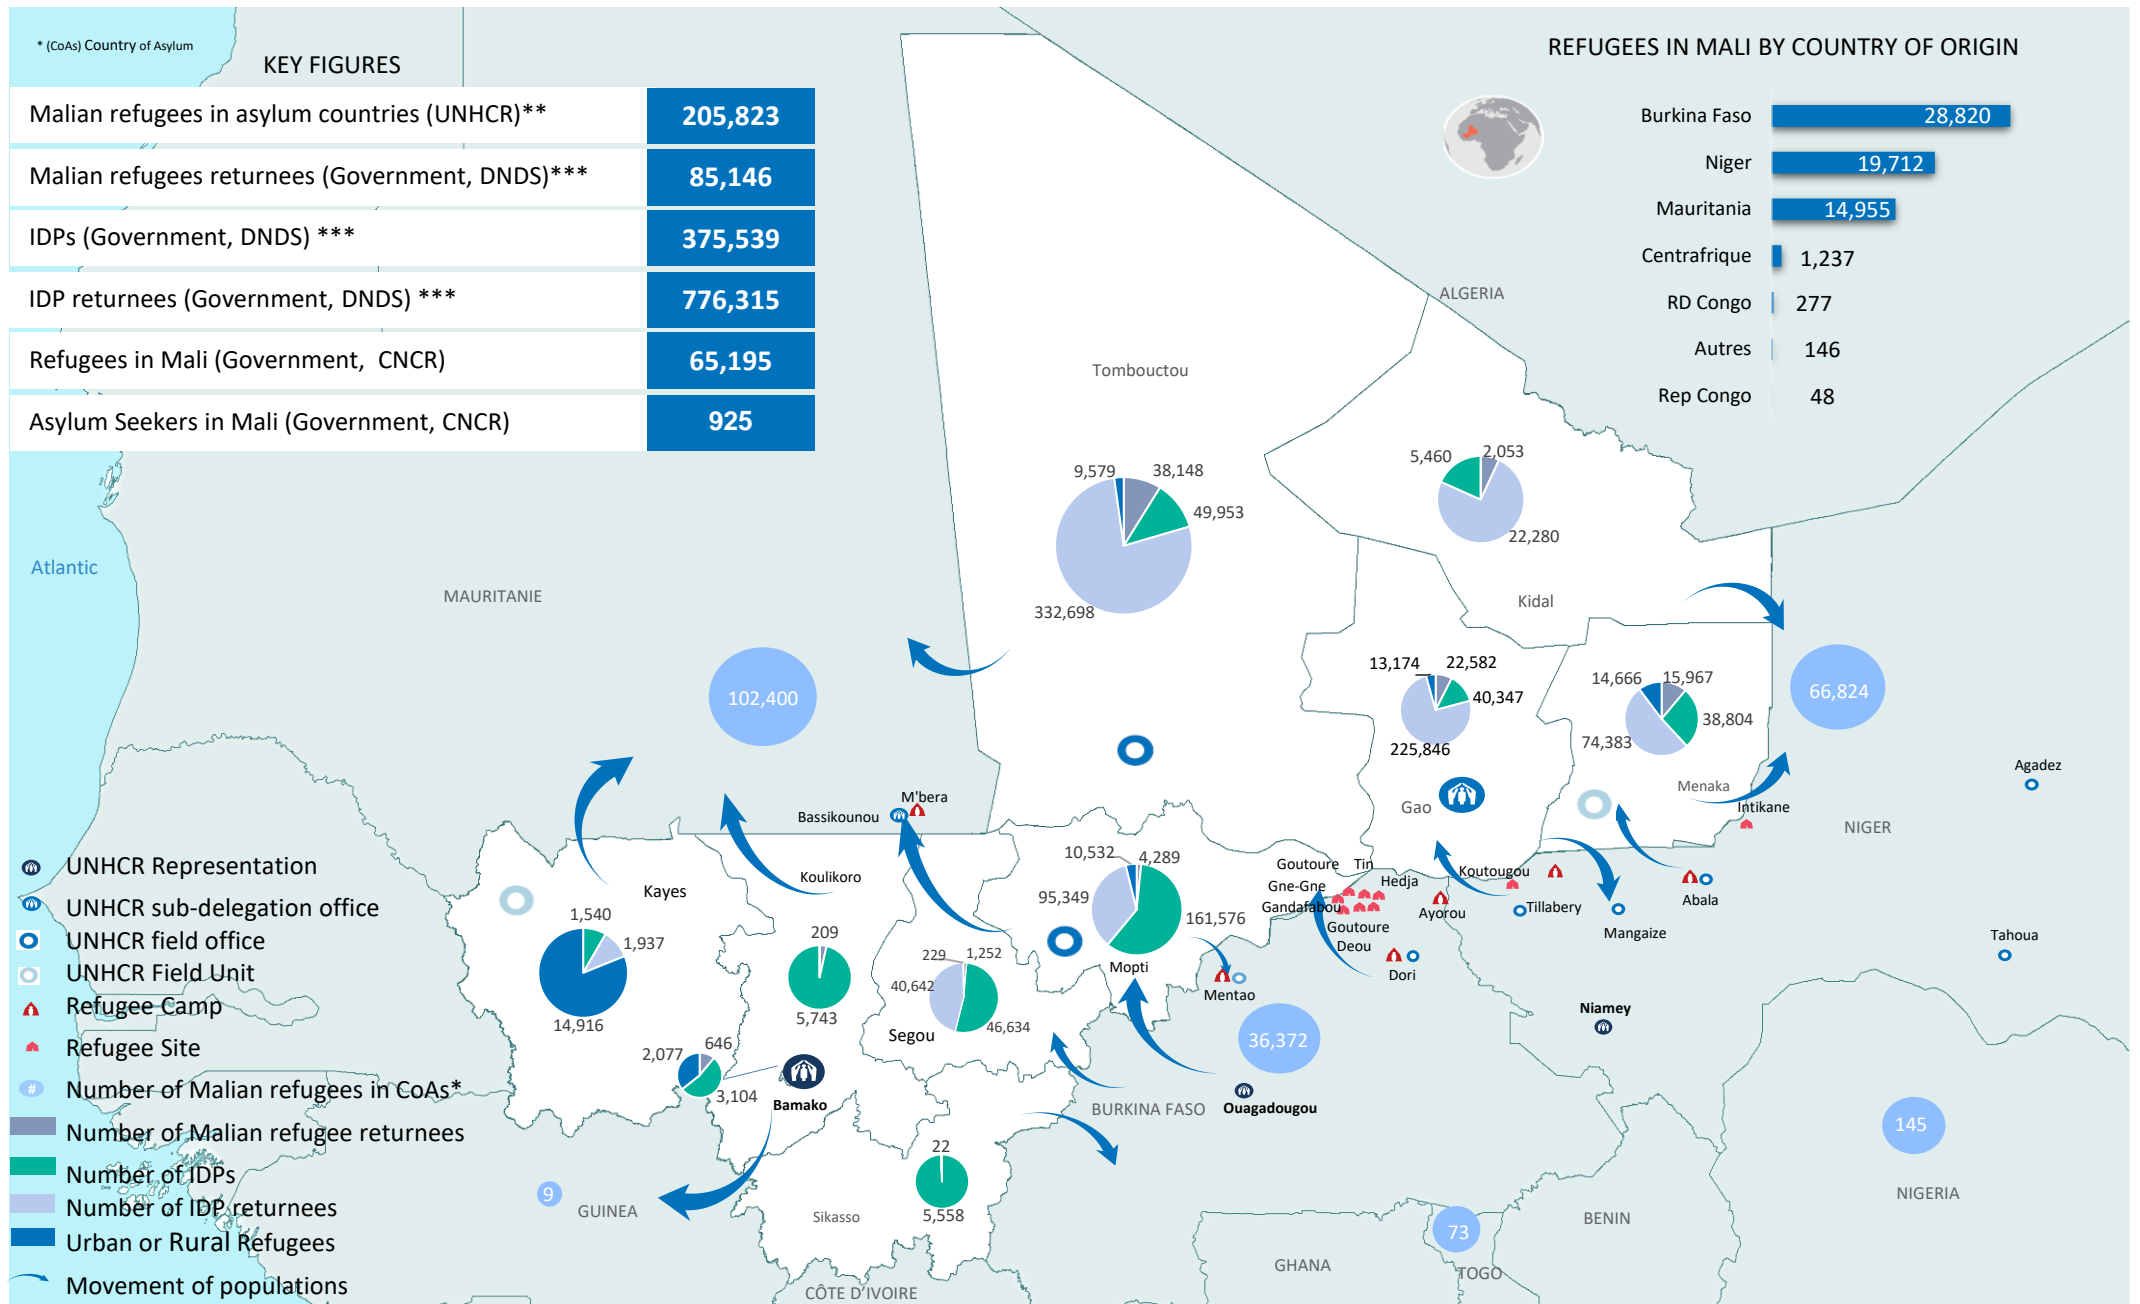 * (CoAs) Country of Asylum
KEY FIGURES
Malian refugees in asylum countries (UNHCR)** 205,823
Malian refugees returnees (Government, DNDS)*** 85,146
IDPs (Government, DNDS) *** 375,539
IDP returnees (Government, DNDS) *** 776,315
Refugees in Mali (Government, CNCR) 65,195
Asylum Seekers in Mali (Government, CNCR) 925
REFUGEES IN MALI BY COUNTRY OF ORIGIN
Burkina Faso 28,820
Niger 19,712
Mauritania 14,955
Centrafrique 1,237
RD Congo 277
Autres 146
Rep Congo 48
ALGERIA
Tombouctou
9,579
38,148
49,953
332,698
5,460
2,053
22,280
Kidal
Atlantic
MAURITANIE
102,400
13,174
22,582
40,347
225,846
Gao
14,666
15,967
38,804
74,383
Menaka
66,824
Agadez
Intikane
NIGER
M'bera
Bassikounou
Kayes
1,540
1,937
14,916
Koulikoro
209
5,743
2,077
646
3,104
Bamako
229
1,252
40,642
46,634
Segou
10,532
4,289
95,349
161,576
Mopti
Goutoure
Tin
Gne-Gne
Hedja
Gandafabou
Goutoure
Deou
Ayorou
Koutougou
Tillabery
Mangaize
Abala
Tahoua
Dori
Mentao
36,372
Niamey
BURKINA FASO
Ouagadougou
22
5,558
Sikasso
9
GUINEA
145
NIGERIA
73
BENIN
GHANA
TOGO
CÔTE D'IVOIRE
UNHCR Representation
UNHCR sub-delegation office
UNHCR field office
UNHCR Field Unit
Refugee Camp
Refugee Site
# Number of Malian refugees in CoAs*
Number of Malian refugee returnees
Number of IDPs
Number of IDP returnees
Urban or Rural Refugees
Movement of populations